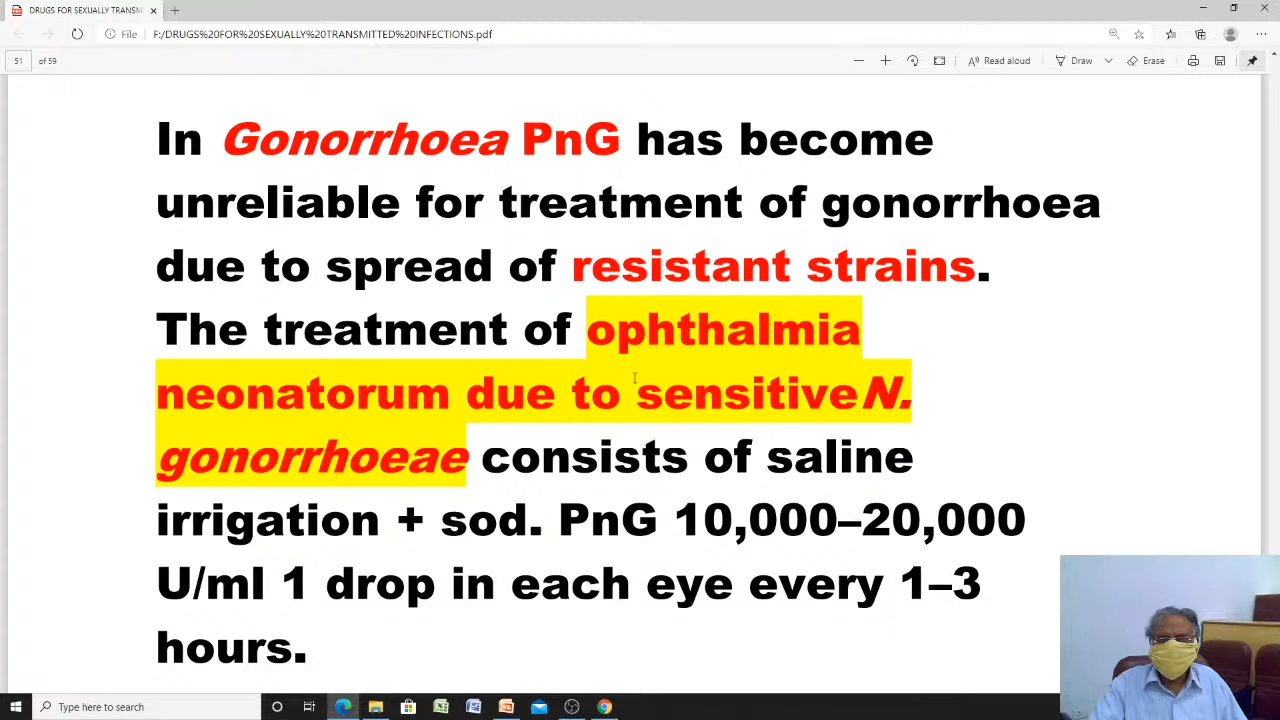 DRUGS FOR SEXUALLY TRANSM
File F:/DRUGS%20FOR%20SEXUALLY%20TRANSMITTED%20INFECTIONS.pdf
51 of 59 Read aloud Draw Erase
In Gonorrhoea PnG has become
unreliable for treatment of gonorrhoea
due to spread of resistant strains.
The treatment of ophthalmia
neonatorum due to sensitive N.
gonorrhoeae consists of saline
irrigation + sod. PnG 10,000–20,000
U/ml 1 drop in each eye every 1–3
hours.
Type here to search